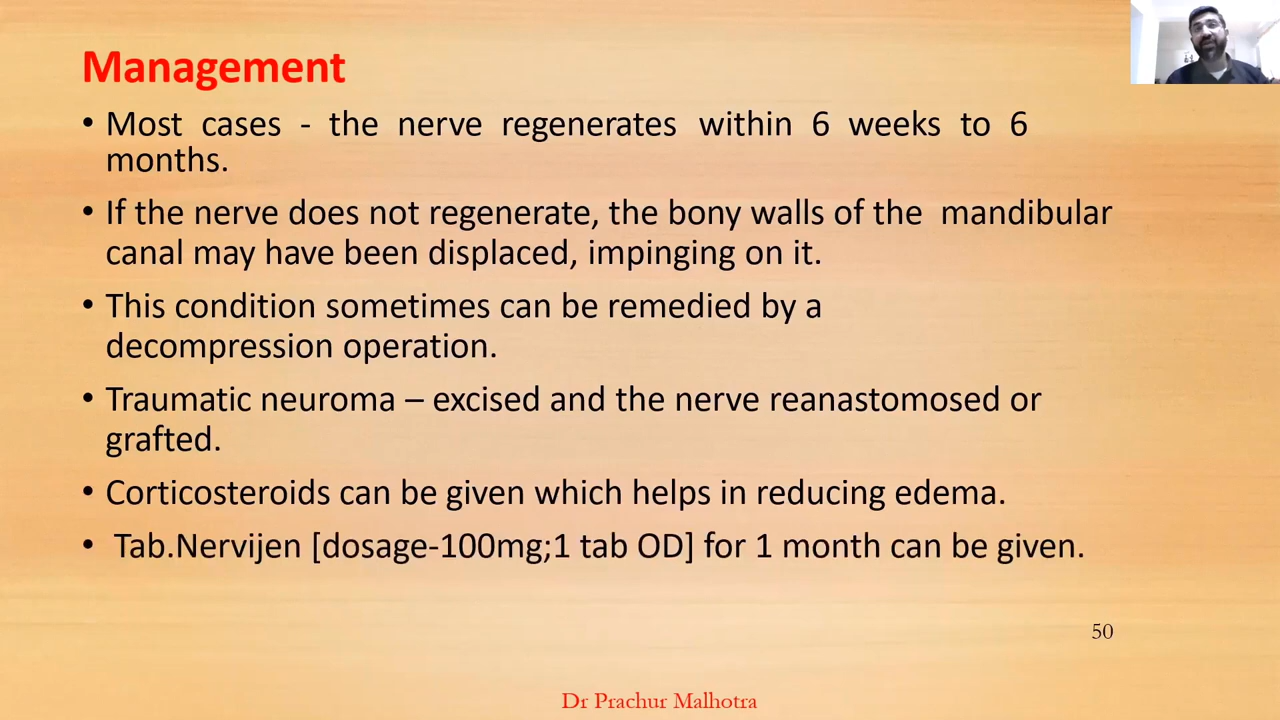 Management
• Most cases - the nerve regenerates within 6 weeks to 6
months.
• If the nerve does not regenerate, the bony walls of the mandibular
canal may have been displaced, impinging on it.
• This condition sometimes can be remedied by a
decompression operation.
• Traumatic neuroma – excised and the nerve reanastomosed or
grafted.
• Corticosteroids can be given which helps in reducing edema.
• Tab.Nervijen [dosage-100mg;1 tab OD] for 1 month can be given.
50
Dr Prachur Malhotra